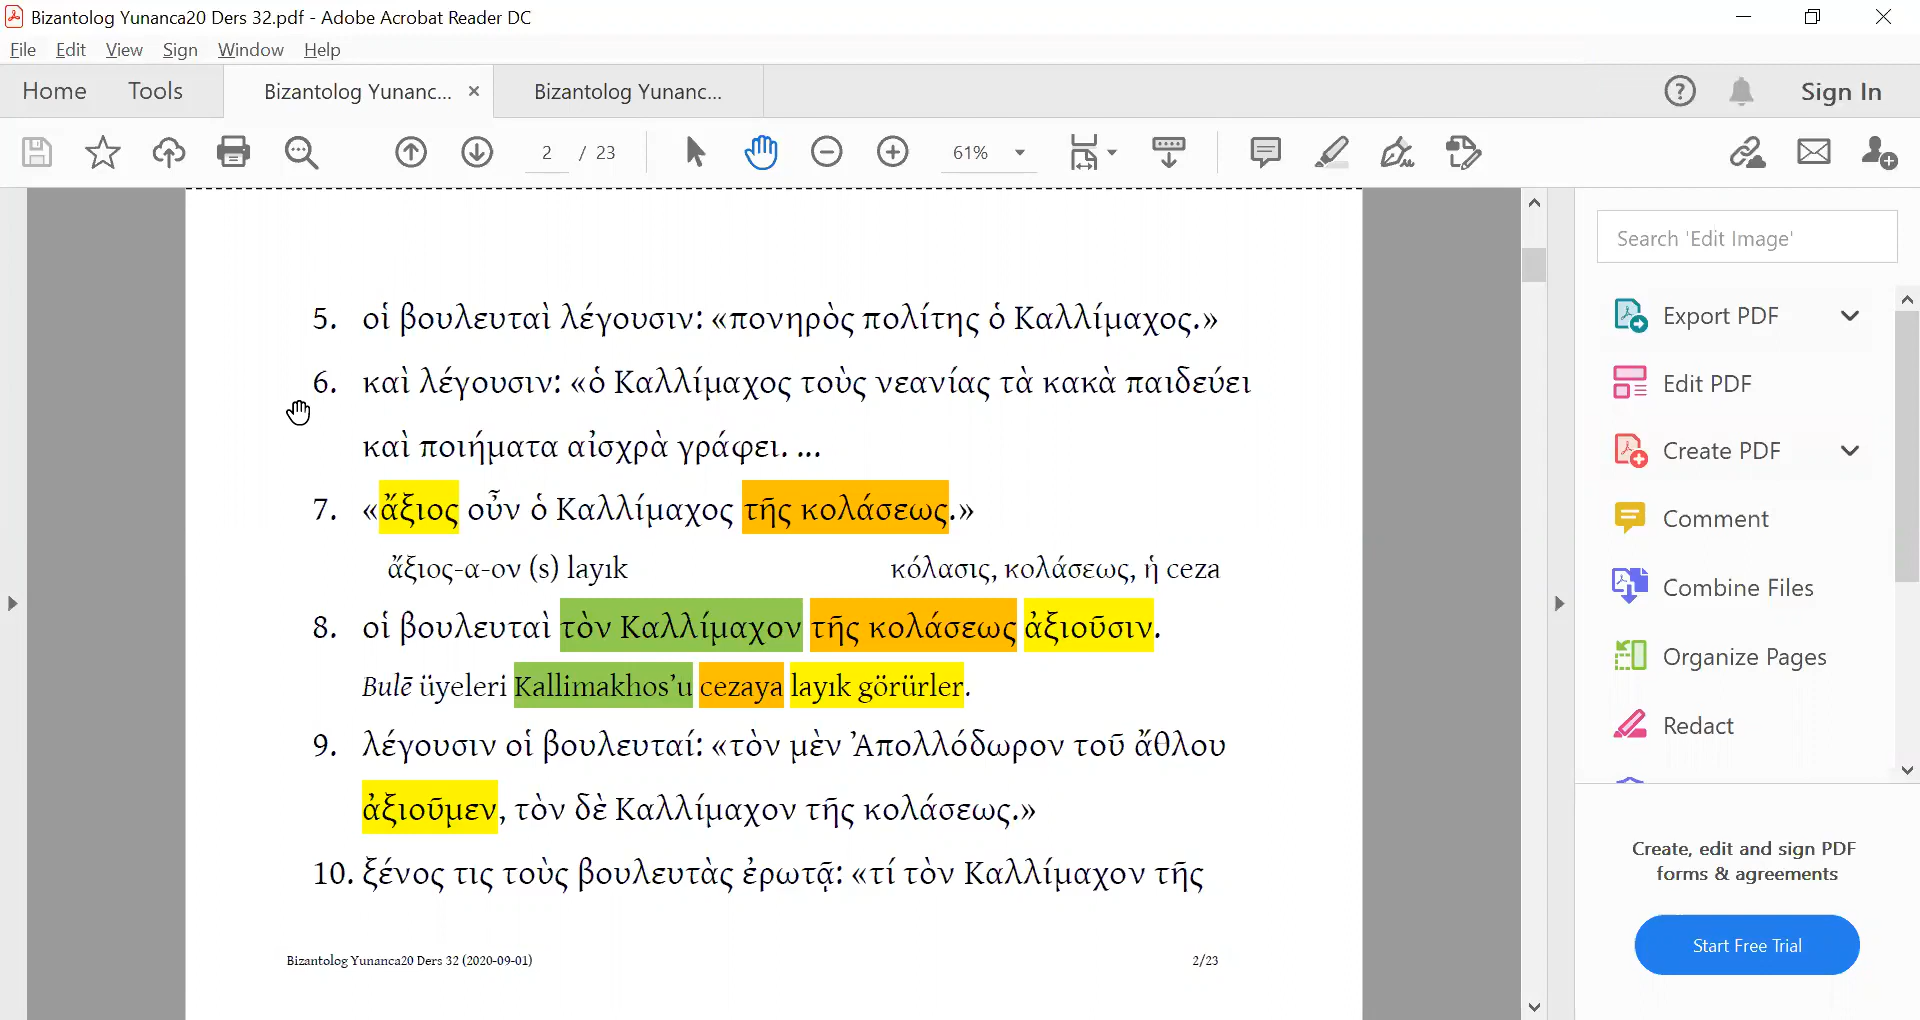 Bizantolog Yunanca20 Ders 32.pdf - Adobe Acrobat Reader DC
File Edit View Sign Window Help
Home Tools Bizantolog Yunanc... Bizantolog Yunanc... Sign In
2 / 23 61%
Search 'Edit Image'
Export PDF
Edit PDF
Create PDF
Comment
Combine Files
Organize Pages
Redact
Create, edit and sign PDF
forms & agreements
Start Free Trial
5. οἱ βουλευταὶ λέγουσιν: «πονηρὸς πολίτης ὁ Καλλίμαχος.»
6. καὶ λέγουσιν: «ὁ Καλλίμαχος τοὺς νεανίας τὰ κακὰ παιδεύει
καὶ ποιήματα αἰσχρὰ γράφει. ...
7. «ἄξιος οὖν ὁ Καλλίμαχος τῆς κολάσεως.»
ἄξιος-α-ον (s) layık κόλασις, κολάσεως, ἡ ceza
8. οἱ βουλευταὶ τὸν Καλλίμαχον τῆς κολάσεως ἀξιοῦσιν.
Bulē üyeleri Kallimakhos’u cezaya layık görürler.
9. λέγουσιν οἱ βουλευταί: «τὸν μὲν Ἀπολλόδωρον τοῦ ἄθλου
ἀξιοῦμεν, τὸν δὲ Καλλίμαχον τῆς κολάσεως.»
10. ξένος τις τοὺς βουλευτὰς ἐρωτᾷ: «τί τὸν Καλλίμαχον τῆς
Bizantolog Yunanca20 Ders 32 (2020-09-01) 2/23